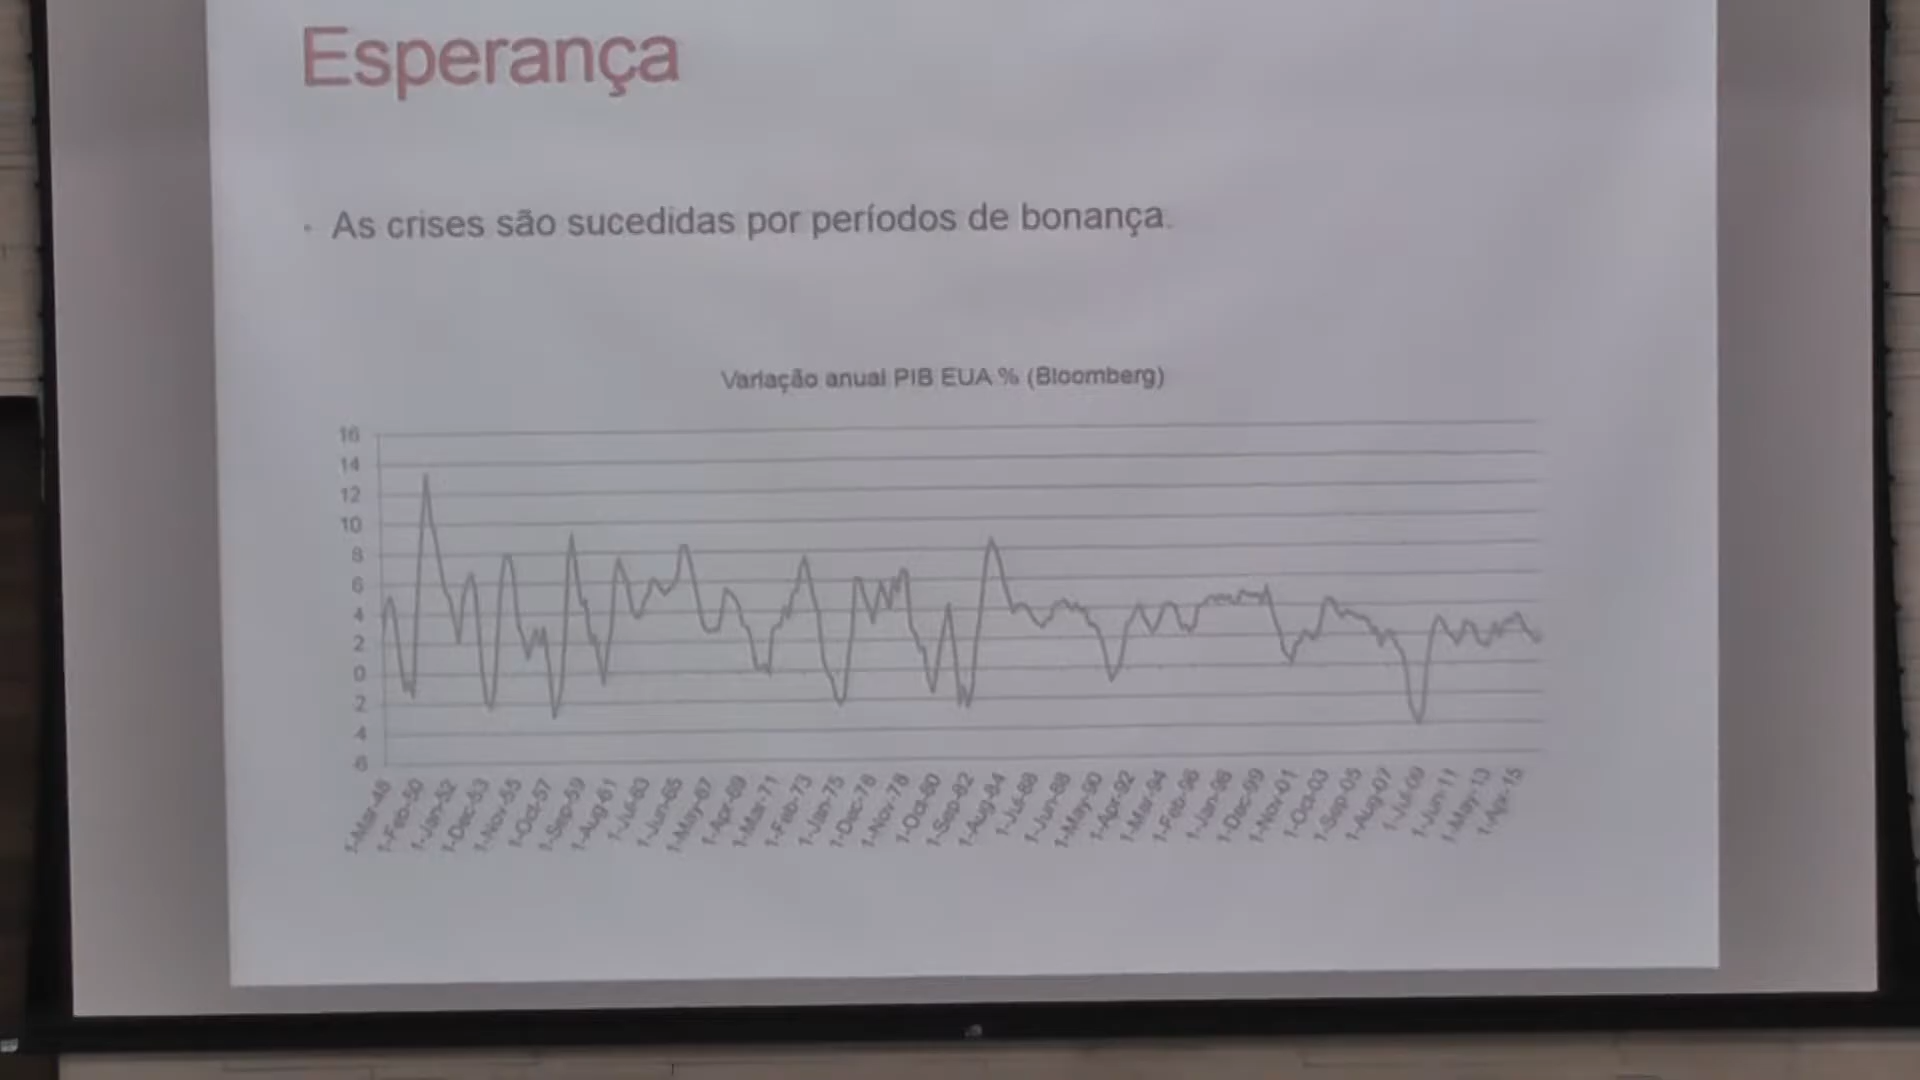 Esperança
· As crises são sucedidas por períodos de bonança.
Variação anual PIB EUA % (Bloomberg)
16
14
12
10
8
6
4
2
0
2
4
6
1-Mar-48
1-Feb-50
1-Jan-52
1-Dec-53
1-Nov-55
1-Oct-57
1-Sep-59
1-Aug-61
1-Jul-63
1-Jun-65
1-May-67
1-Apr-69
1-Mar-71
1-Feb-73
1-Jan-75
1-Dec-76
1-Nov-78
1-Oct-80
1-Sep-82
1-Aug-84
1-Jul-86
1-Jun-88
1-May-90
1-Apr-92
1-Mar-94
1-Feb-96
1-Jan-98
1-Dec-99
1-Nov-01
1-Oct-03
1-Sep-05
1-Aug-07
1-Jul-09
1-Jun-11
1-May-13
1-Apr-15